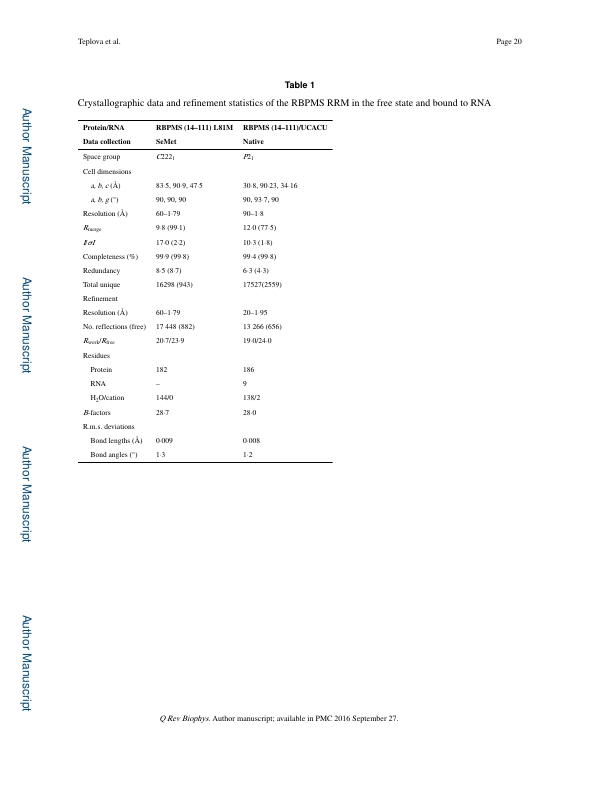 Teplova et al. Page 20
Table 1
Crystallographic data and refinement statistics of the RBPMS RRM in the free state and bound to RNA
Protein/RNA RBPMS (14–111) L81M RBPMS (14–111)/UCACU
Data collection SeMet Native
Space group C222₁ P2₁
Cell dimensions
a, b, c (Å) 83·5, 90·9, 47·5 30·8, 90·23, 34·16
a, b, g (°) 90, 90, 90 90, 93·7, 90
Resolution (Å) 60–1·79 90–1·8
Rmerge 9·8 (99·1) 12·0 (77·5)
I/σI 17·0 (2·2) 10·3 (1·8)
Completeness (%) 99·9 (99·8) 99·4 (99·8)
Redundancy 8·5 (8·7) 6·3 (4·3)
Total unique 16298 (943) 17527(2559)
Refinement
Resolution (Å) 60–1·79 20–1·95
No. reflections (free) 17 448 (882) 13 266 (656)
Rwork/Rfree 20·7/23·9 19·0/24·0
Residues
Protein 182 186
RNA – 9
H₂O/cation 144/0 138/2
B-factors 28·7 28·0
R.m.s. deviations
Bond lengths (Å) 0·009 0·008
Bond angles (°) 1·3 1·2
Q Rev Biophys. Author manuscript; available in PMC 2016 September 27.
Author Manuscript
Author Manuscript
Author Manuscript
Author Manuscript